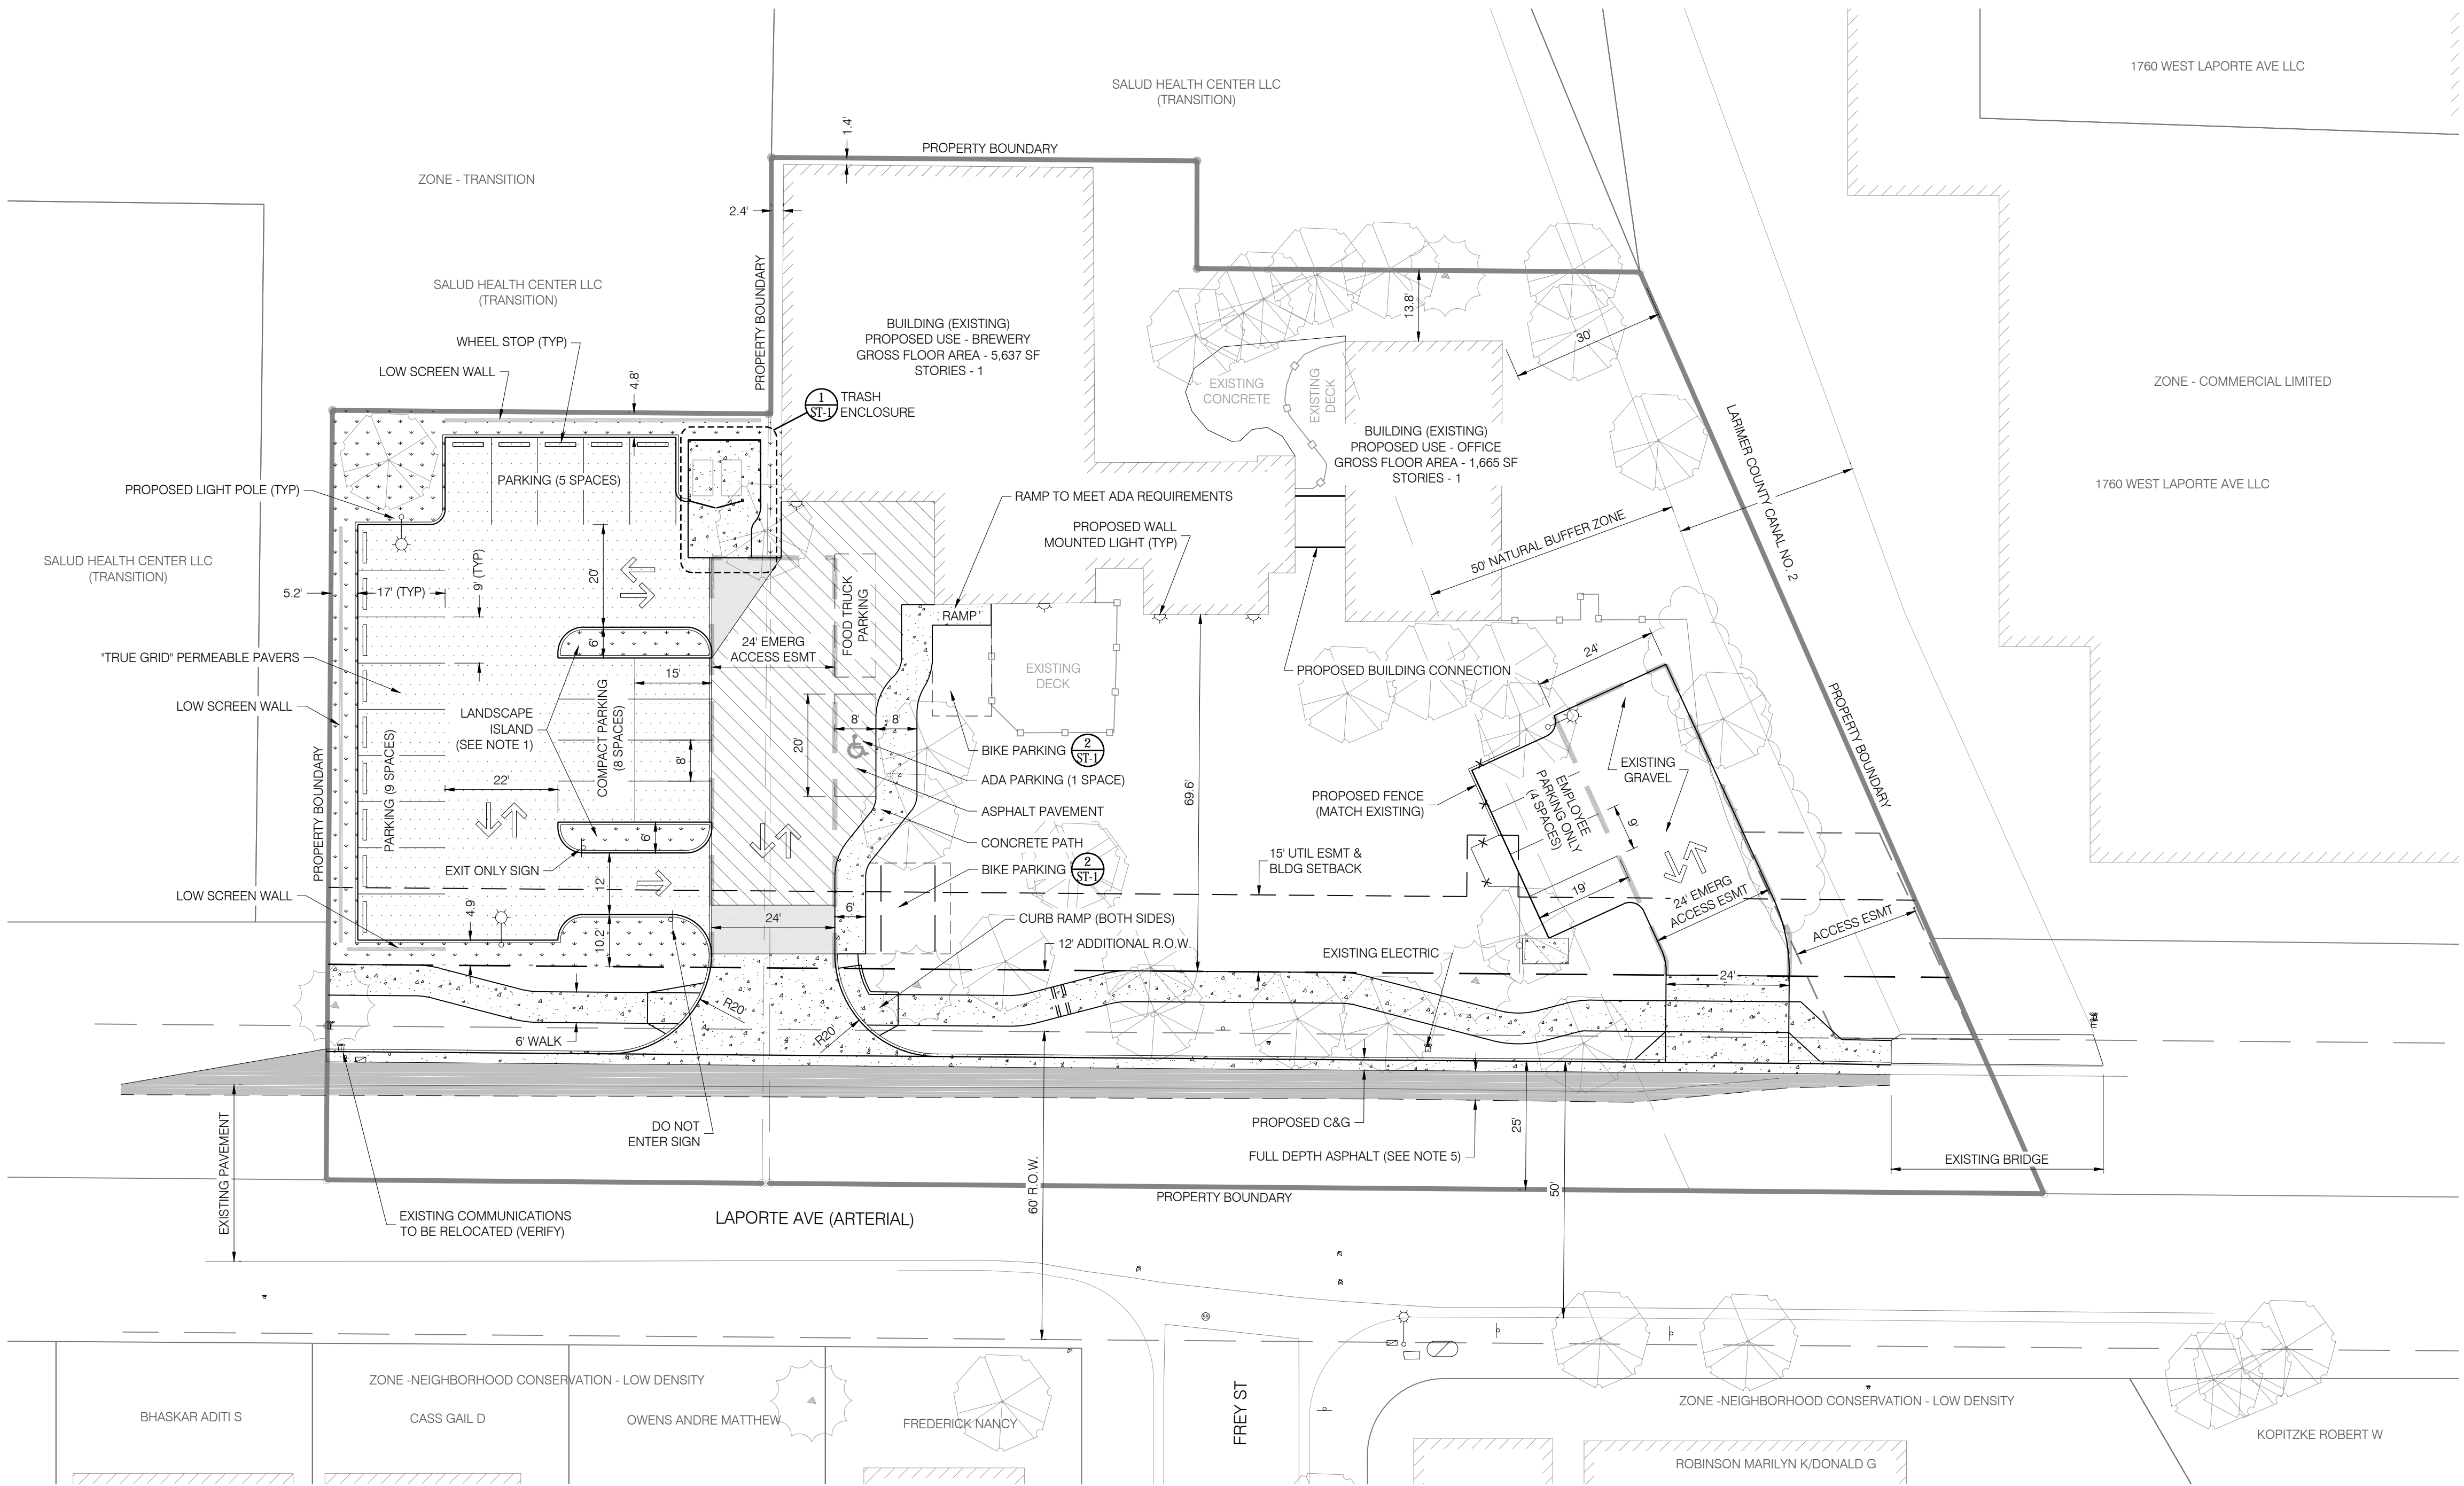 SALUD HEALTH CENTER LLC
(TRANSITION)
1760 WEST LAPORTE AVE LLC
1.4'
PROPERTY BOUNDARY
ZONE - TRANSITION
2.4'
PROPERTY BOUNDARY
SALUD HEALTH CENTER LLC
(TRANSITION)
BUILDING (EXISTING)
PROPOSED USE - BREWERY
GROSS FLOOR AREA - 5,637 SF
STORIES - 1
13.8'
30'
WHEEL STOP (TYP)
LOW SCREEN WALL
4.8'
1
ST-1
TRASH
ENCLOSURE
EXISTING
CONCRETE
EXISTING
DECK
ZONE - COMMERCIAL LIMITED
LARIMER COUNTY CANAL NO. 2
BUILDING (EXISTING)
PROPOSED USE - OFFICE
GROSS FLOOR AREA - 1,665 SF
STORIES - 1
PARKING (5 SPACES)
PROPOSED LIGHT POLE (TYP)
1760 WEST LAPORTE AVE LLC
RAMP TO MEET ADA REQUIREMENTS
PROPOSED WALL
MOUNTED LIGHT (TYP)
50' NATURAL BUFFER ZONE
SALUD HEALTH CENTER LLC
(TRANSITION)
5.2'
17' (TYP)
9' (TYP)
20'
FOOD TRUCK
PARKING
RAMP
6'
24' EMERG
ACCESS ESMT
"TRUE GRID" PERMEABLE PAVERS
15'
EXISTING
DECK
PROPOSED BUILDING CONNECTION
24'
LOW SCREEN WALL
LANDSCAPE
ISLAND
(SEE NOTE 1)
COMPACT PARKING
(8 SPACES)
8'
8'
8'
20'
PROPERTY BOUNDARY
BIKE PARKING
2
ST-1
ADA PARKING (1 SPACE)
PROPERTY BOUNDARY
PARKING (9 SPACES)
22'
EXISTING
GRAVEL
PROPOSED FENCE
(MATCH EXISTING)
EMPLOYEE
PARKING ONLY
(4 SPACES)
9'
69.6'
ASPHALT PAVEMENT
CONCRETE PATH
6'
EXIT ONLY SIGN
BIKE PARKING
2
ST-1
15' UTIL ESMT &
BLDG SETBACK
12'
19'
24' EMERG
ACCESS ESMT
LOW SCREEN WALL
4.9'
10.2'
24'
6'
CURB RAMP (BOTH SIDES)
ACCESS ESMT
12' ADDITIONAL R.O.W.
EXISTING ELECTRIC
24'
R20'
R20'
6' WALK
DO NOT
ENTER SIGN
PROPOSED C&G
25'
EXISTING PAVEMENT
FULL DEPTH ASPHALT (SEE NOTE 5)
EXISTING BRIDGE
60' R.O.W.
50'
PROPERTY BOUNDARY
EXISTING COMMUNICATIONS
TO BE RELOCATED (VERIFY)
LAPORTE AVE (ARTERIAL)
ZONE -NEIGHBORHOOD CONSERVATION - LOW DENSITY
ZONE -NEIGHBORHOOD CONSERVATION - LOW DENSITY
BHASKAR ADITI S
CASS GAIL D
OWENS ANDRE MATTHEW
FREDERICK NANCY
FREY ST
KOPITZKE ROBERT W
ROBINSON MARILYN K/DONALD G